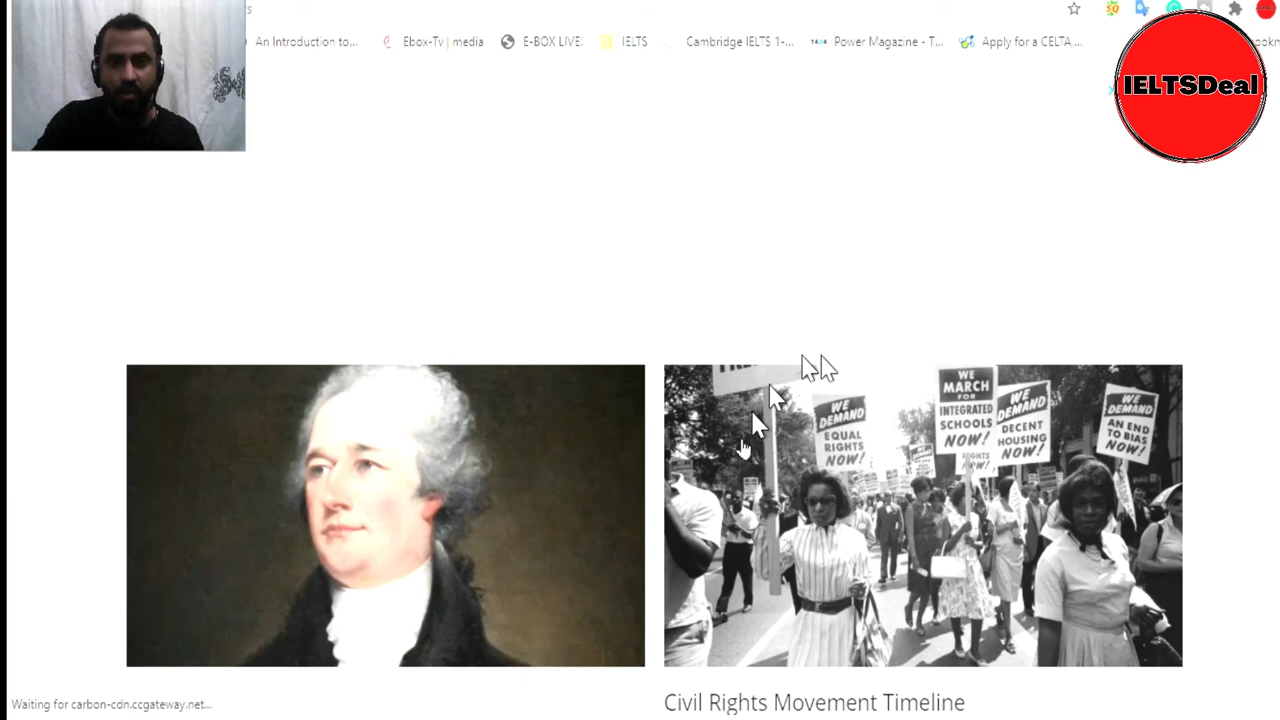 An Introduction to...
Ebox-Tv | media
E-BOX LIVE
IELTS
Cambridge IELTS 1-...
Power Magazine - T...
Apply for a CELTA ...
IELTSDeal
WE
DEMAND
EQUAL
RIGHTS
NOW!
WE
MARCH
FOR
INTEGRATED
SCHOOLS
NOW!
WE
DEMAND
DECENT
HOUSING
NOW!
WE
DEMAND
AN END
TO BIAS
NOW!
RIGHTS
NOW!
Waiting for carbon-cdn.ccgateway.net...
Civil Rights Movement Timeline